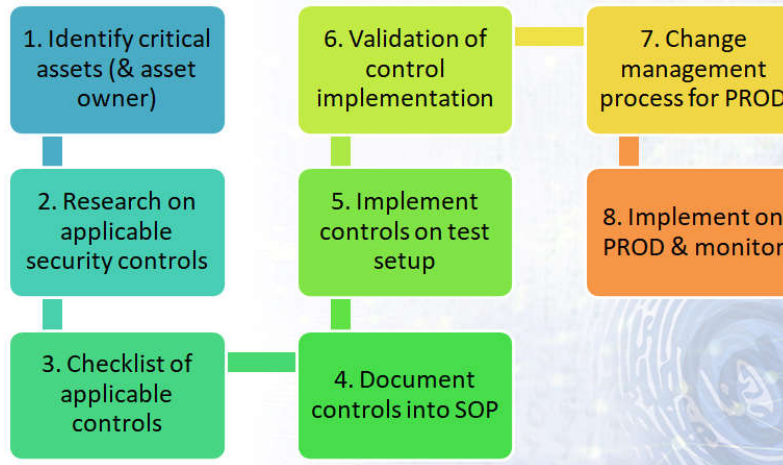 1. Identify critical
assets (& asset
owner)
2. Research on
applicable
security controls
3. Checklist of
applicable
controls
4. Document
controls into SOP
5. Implement
controls on test
setup
6. Validation of
control
implementation
7. Change
management
process for PROD
8. Implement on
PROD & monitor